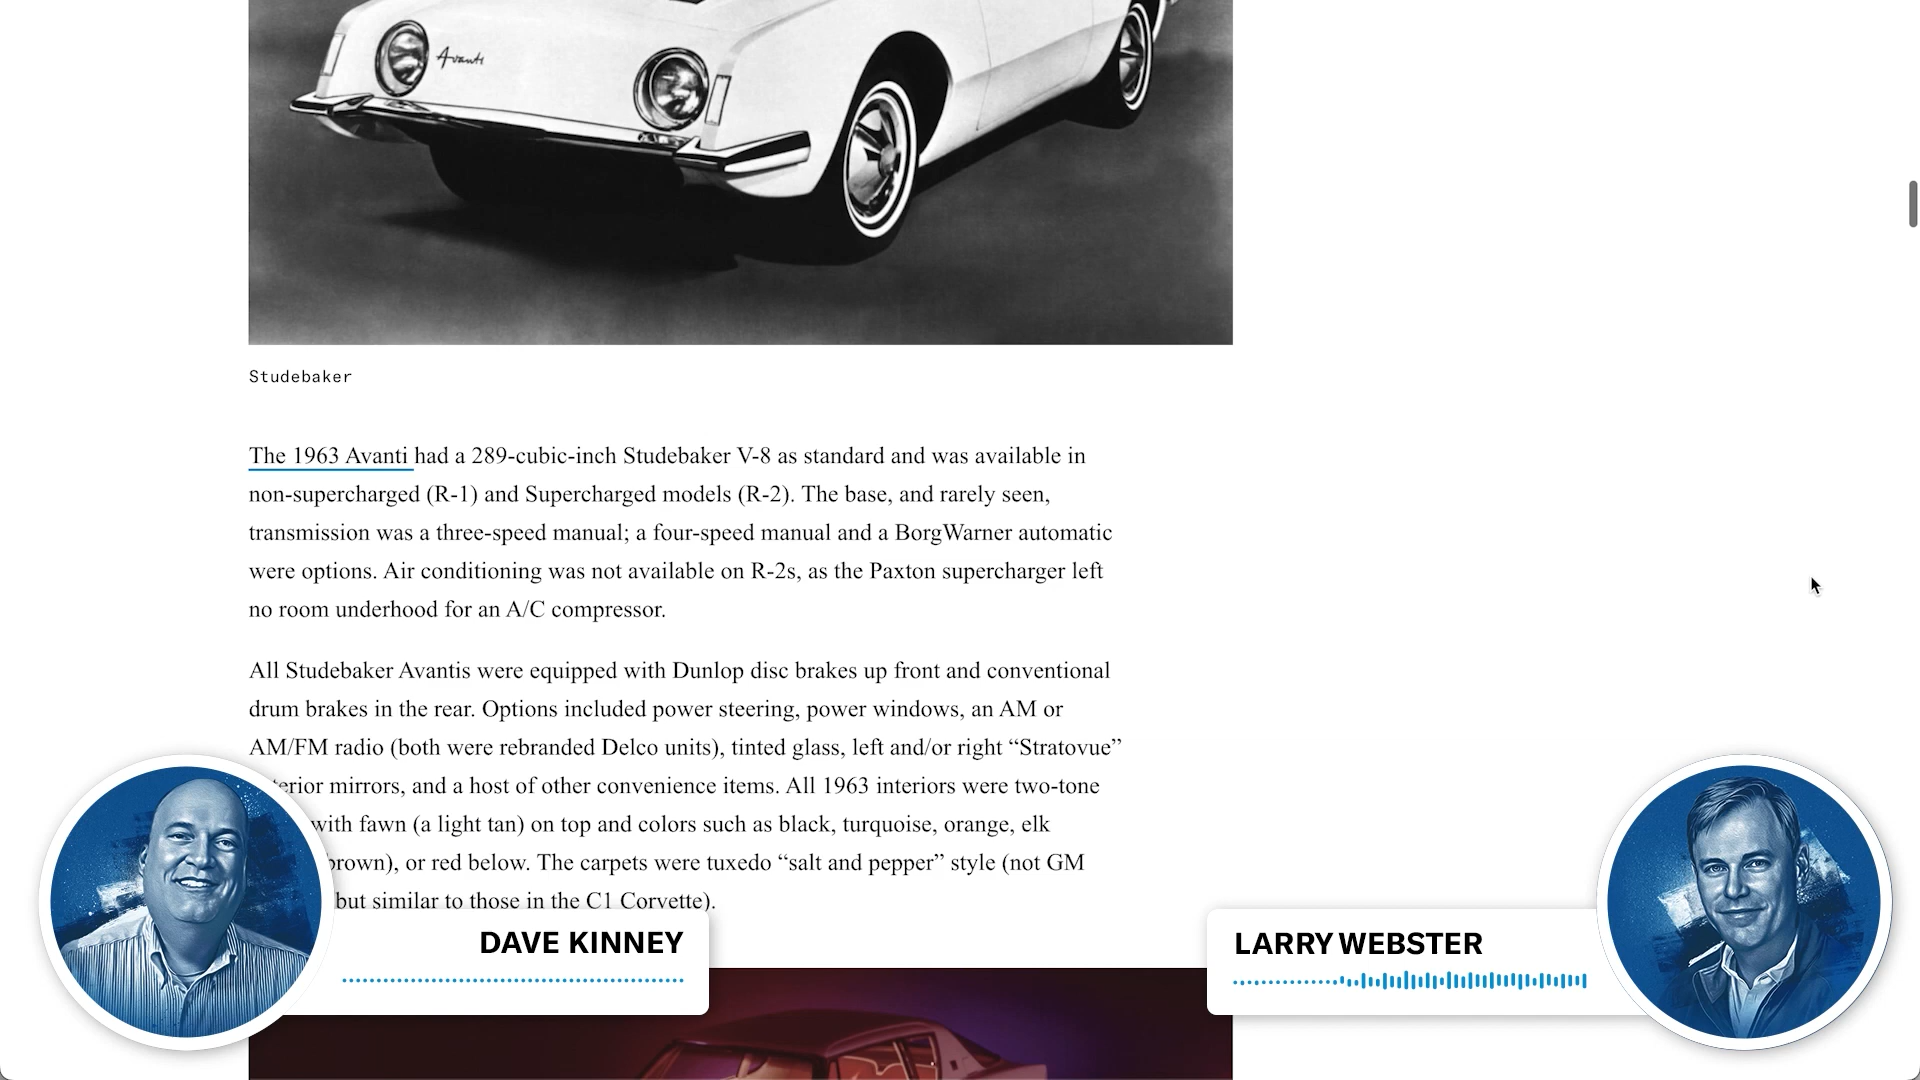 Avanti
Studebaker
The 1963 Avanti had a 289-cubic-inch Studebaker V-8 as standard and was available in
non-supercharged (R-1) and Supercharged models (R-2). The base, and rarely seen,
transmission was a three-speed manual; a four-speed manual and a BorgWarner automatic
were options. Air conditioning was not available on R-2s, as the Paxton supercharger left
no room underhood for an A/C compressor.
All Studebaker Avantis were equipped with Dunlop disc brakes up front and conventional
drum brakes in the rear. Options included power steering, power windows, an AM or
AM/FM radio (both were rebranded Delco units), tinted glass, left and/or right “Stratovue”
terior mirrors, and a host of other convenience items. All 1963 interiors were two-tone
with fawn (a light tan) on top and colors such as black, turquoise, orange, elk
brown), or red below. The carpets were tuxedo “salt and pepper” style (not GM
but similar to those in the C1 Corvette).
DAVE KINNEY
LARRY WEBSTER